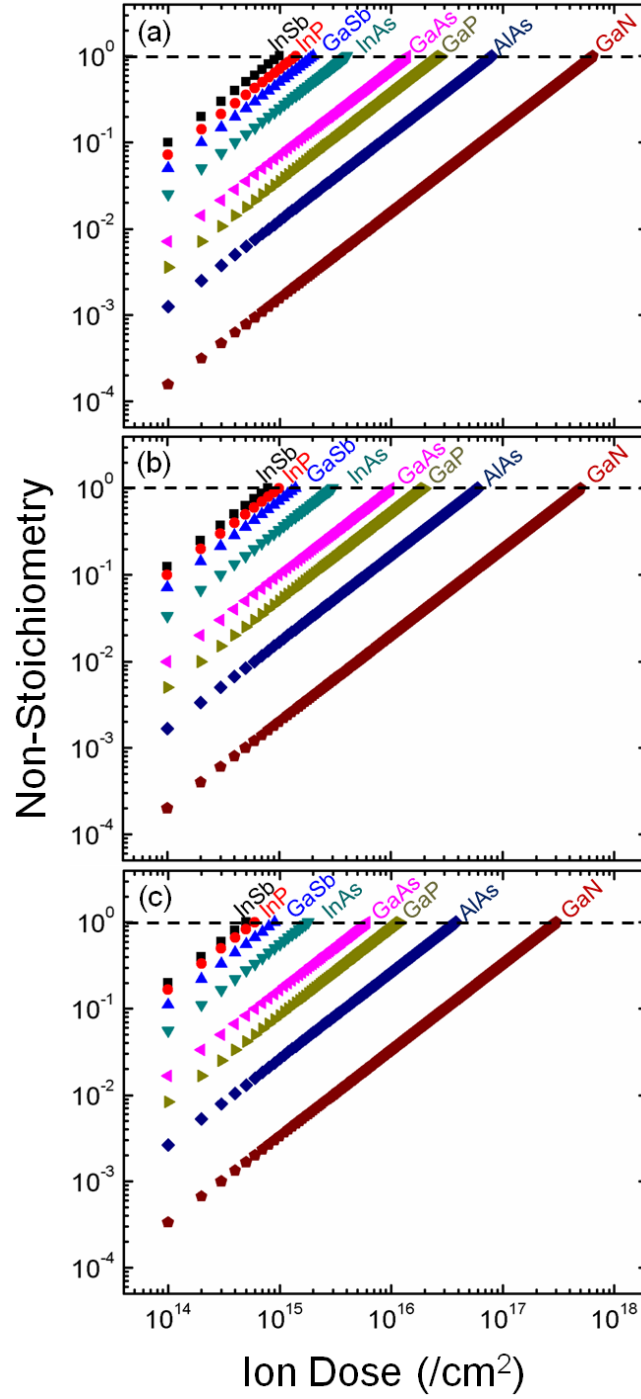 (a)
InSb
InP
GaSb
InAs
GaAs
GaP
AlAs
GaN
10^0
10^-1
10^-2
10^-3
10^-4
(b)
InSb
InP
GaSb
InAs
GaAs
GaP
AlAs
GaN
10^0
10^-1
10^-2
10^-3
10^-4
Non-Stoichiometry
(c)
InSb
InP
GaSb
InAs
GaAs
GaP
AlAs
GaN
10^0
10^-1
10^-2
10^-3
10^-4
10^14 10^15 10^16 10^17 10^18
Ion Dose (/cm²)